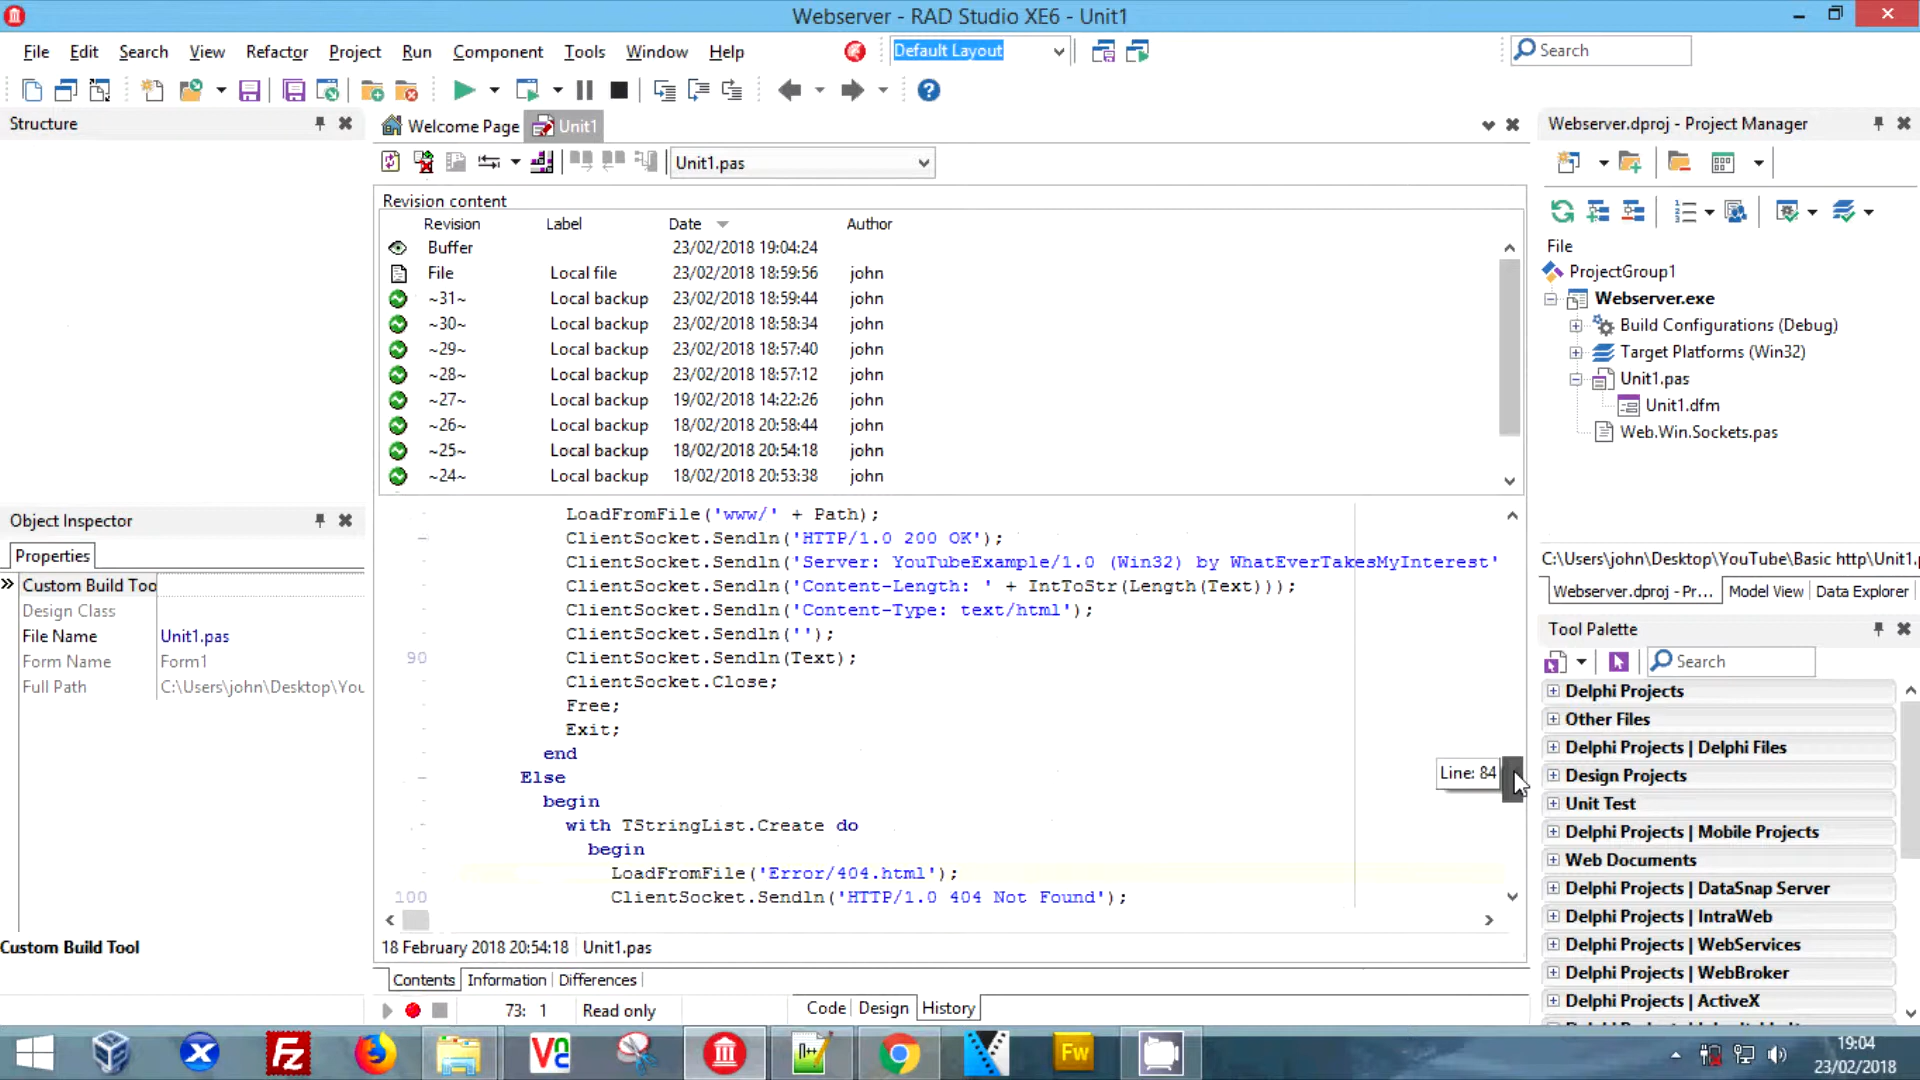 Webserver - RAD Studio XE6 - Unit1
File Edit Search View Refactor Project Run Component Tools Window Help
Default Layout
Search
Structure
Welcome Page
Unit1
Webserver.dproj - Project Manager
Unit1.pas
Revision content
Revision Label Date Author
Buffer 23/02/2018 19:04:24
File Local file 23/02/2018 18:59:56 john
~31~ Local backup 23/02/2018 18:59:44 john
~30~ Local backup 23/02/2018 18:58:34 john
~29~ Local backup 23/02/2018 18:57:40 john
~28~ Local backup 23/02/2018 18:57:12 john
~27~ Local backup 19/02/2018 14:22:26 john
~26~ Local backup 18/02/2018 20:58:44 john
~25~ Local backup 18/02/2018 20:54:18 john
~24~ Local backup 18/02/2018 20:53:38 john
File
ProjectGroup1
Webserver.exe
Build Configurations (Debug)
Target Platforms (Win32)
Unit1.pas
Unit1.dfm
Web.Win.Sockets.pas
C:\Users\john\Desktop\YouTube\Basic http\Unit1.p
Webserver.dproj - Pr... Model View Data Explorer
Object Inspector
Properties
Custom Build Too
Design Class
File Name Unit1.pas
Form Name Form1
Full Path C:\Users\john\Desktop\You
Custom Build Tool
LoadFromFile('www/' + Path);
ClientSocket.Sendln('HTTP/1.0 200 OK');
ClientSocket.Sendln('Server: YouTubeExample/1.0 (Win32) by WhatEverTakesMyInterest'
ClientSocket.Sendln('Content-Length: ' + IntToStr(Length(Text)));
ClientSocket.Sendln('Content-Type: text/html');
ClientSocket.Sendln('');
90 ClientSocket.Sendln(Text);
ClientSocket.Close;
Free;
Exit;
end
Else
begin
with TStringList.Create do
begin
LoadFromFile('Error/404.html');
100 ClientSocket.Sendln('HTTP/1.0 404 Not Found');
Line: 84
18 February 2018 20:54:18 Unit1.pas
Contents Information Differences
73: 1 Read only
Code Design History
Tool Palette
Search
Delphi Projects
Other Files
Delphi Projects | Delphi Files
Design Projects
Unit Test
Delphi Projects | Mobile Projects
Web Documents
Delphi Projects | DataSnap Server
Delphi Projects | IntraWeb
Delphi Projects | WebServices
Delphi Projects | WebBroker
Delphi Projects | ActiveX
Fz
VNC
Fw
19:04
23/02/2018